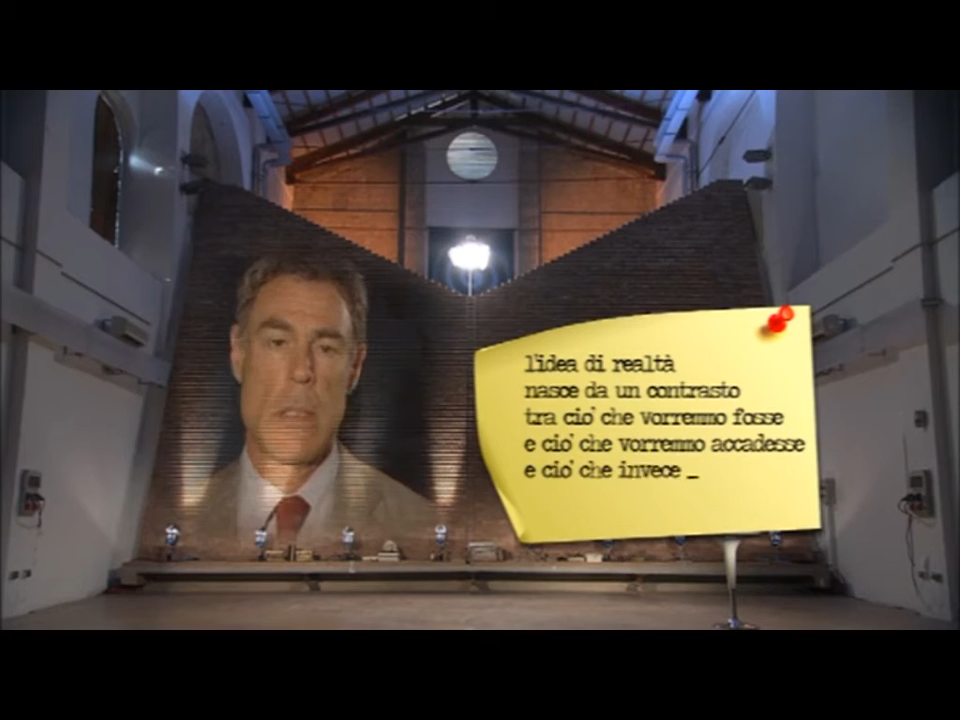 l'idea di realtà
nasce da un contrasto
tra cio' che vorremmo fosse
e cio' che vorremmo accadesse
e cio' che invece _